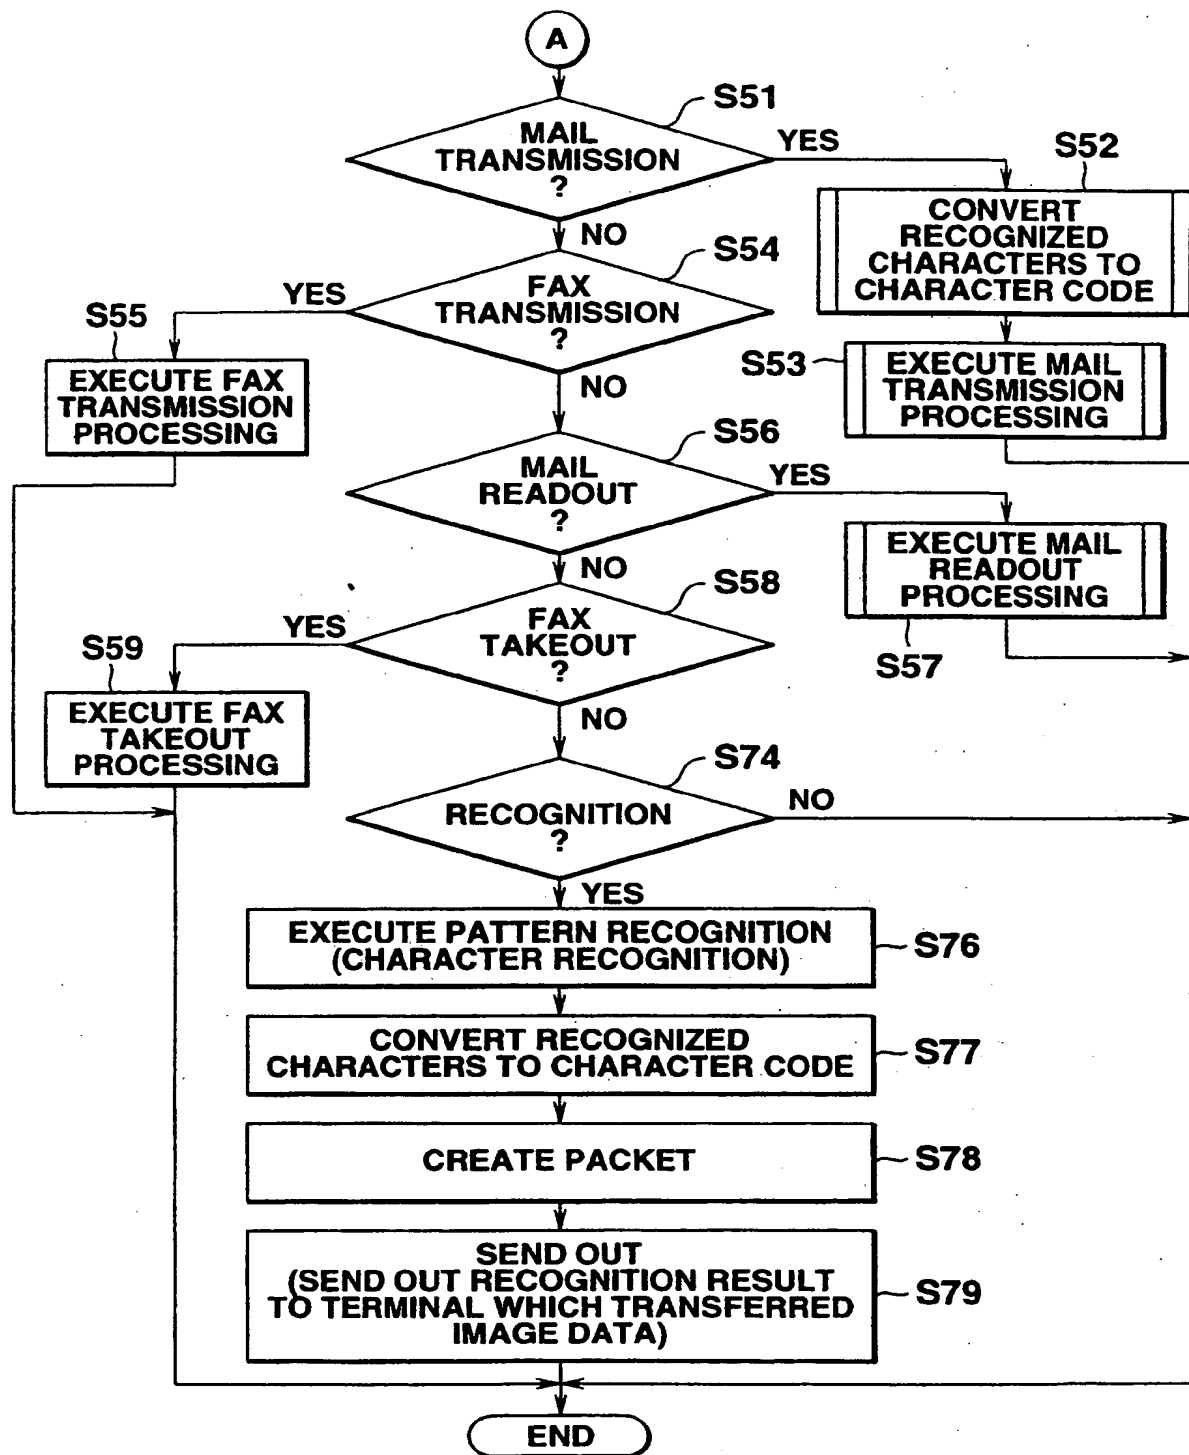 A
S51
MAIL
TRANSMISSION
?
YES
S52
CONVERT
RECOGNIZED
CHARACTERS TO
CHARACTER CODE
NO
S54
FAX
TRANSMISSION
?
YES
S55
EXECUTE FAX
TRANSMISSION
PROCESSING
S53
EXECUTE MAIL
TRANSMISSION
PROCESSING
NO
S56
MAIL
READOUT
?
YES
EXECUTE MAIL
READOUT
PROCESSING
S57
NO
S58
FAX
TAKEOUT
?
YES
S59
EXECUTE FAX
TAKEOUT
PROCESSING
NO
S74
RECOGNITION
?
NO
YES
EXECUTE PATTERN RECOGNITION
(CHARACTER RECOGNITION)
S76
CONVERT RECOGNIZED
CHARACTERS TO CHARACTER CODE
S77
CREATE PACKET
S78
SEND OUT
(SEND OUT RECOGNITION RESULT
TO TERMINAL WHICH TRANSFERRED
IMAGE DATA)
S79
END